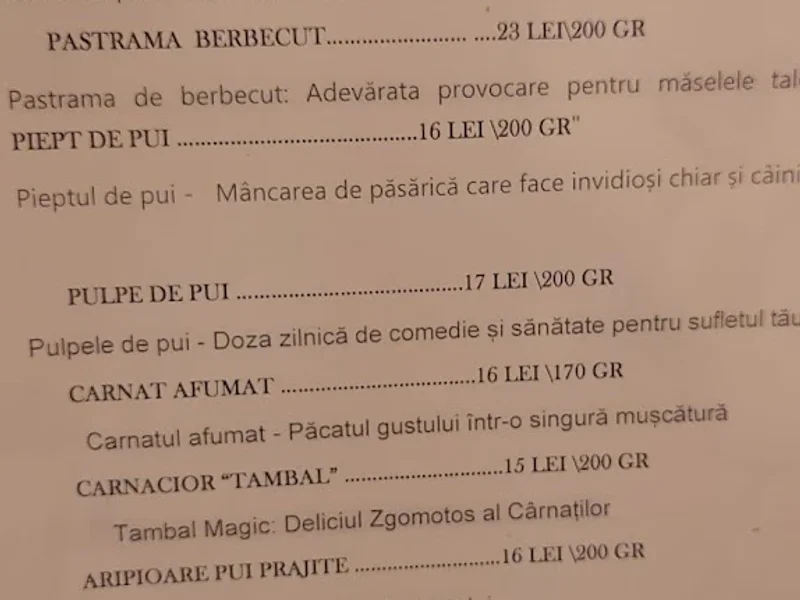 PASTRAMA BERBECUT........................ ....23 LEI\200 GR
Pastrama de berbecut: Adevărata provocare pentru măselele
PIEPT DE PUI ........................................16 LEI \200 GR"
Pieptul de pui - Mâncarea de păsărică care face invidioși chiar și
PULPE DE PUI ......................................17 LEI \200 GR
Pulpele de pui - Doza zilnică de comedie și sănătate pentru sufletul
CARNAT AFUMAT .................................16 LEI \170 GR
Carnatul afumat - Păcatul gustului într-o singură mușcătură
CARNACIOR “TAMBAL” ...........................15 LEI \200 GR
Tambal Magic: Deliciul Zgomotos al Cârnaților
ARIPIOARE PUI PRAJITE .........................16 LEI \200 GR